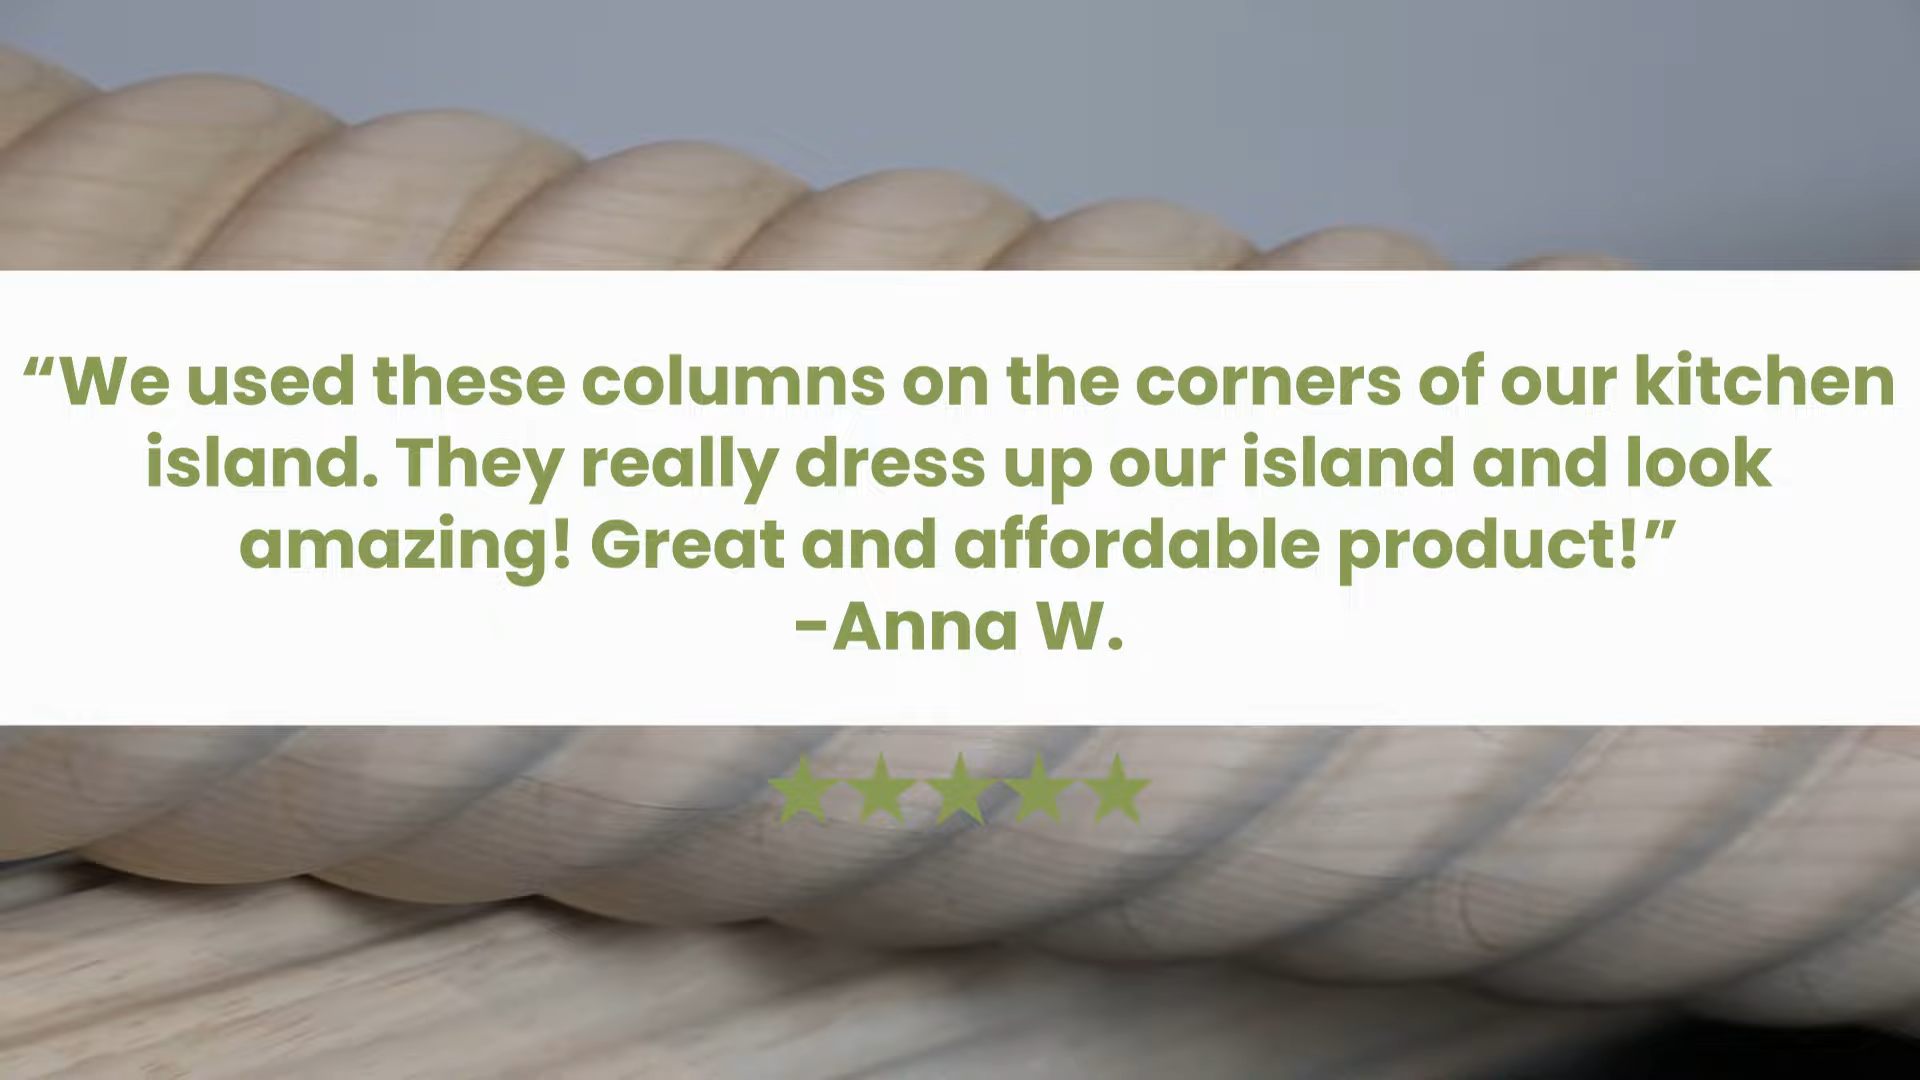 “We used these columns on the corners of our kitchen
island. They really dress up our island and look
amazing! Great and affordable product!”
-Anna W.